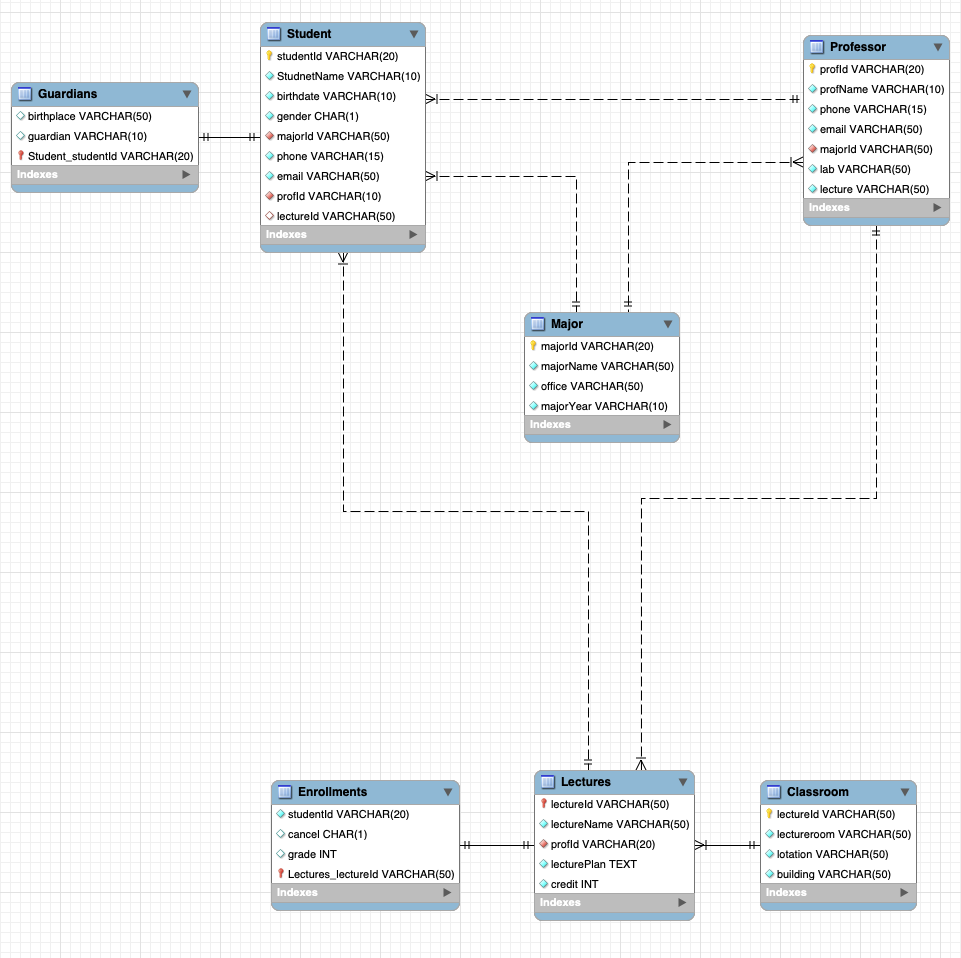 Student
studentId VARCHAR(20)
StudnetName VARCHAR(10)
birthdate VARCHAR(10)
gender CHAR(1)
majorId VARCHAR(50)
phone VARCHAR(15)
email VARCHAR(50)
profId VARCHAR(10)
lectureId VARCHAR(50)
Indexes
Professor
profId VARCHAR(20)
profName VARCHAR(10)
phone VARCHAR(15)
email VARCHAR(50)
majorId VARCHAR(50)
lab VARCHAR(50)
lecture VARCHAR(50)
Indexes
Guardians
birthplace VARCHAR(50)
guardian VARCHAR(10)
Student_studentId VARCHAR(20)
Indexes
Major
majorId VARCHAR(20)
majorName VARCHAR(50)
office VARCHAR(50)
majorYear VARCHAR(10)
Indexes
Enrollments
studentId VARCHAR(20)
cancel CHAR(1)
grade INT
Lectures_lectureId VARCHAR(50)
Indexes
Lectures
lectureId VARCHAR(50)
lectureName VARCHAR(50)
profId VARCHAR(20)
lecturePlan TEXT
credit INT
Indexes
Classroom
lectureId VARCHAR(50)
lectureroom VARCHAR(50)
lotation VARCHAR(50)
building VARCHAR(50)
Indexes